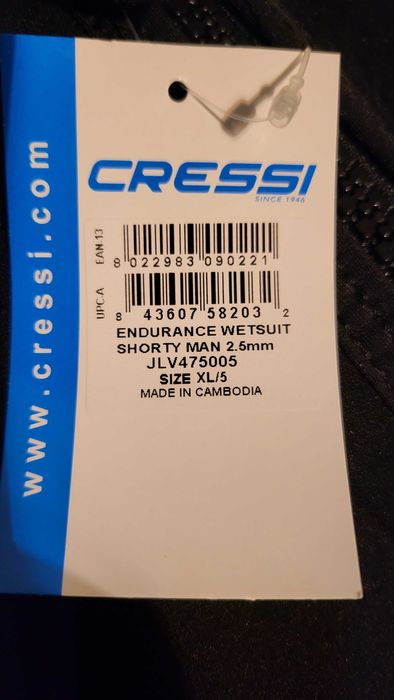 www.cressi.com
CRESSI
SINCE 1946
EAN-13
8 022983 090221
UPC-A
8 43607 58203 2
ENDURANCE WETSUIT
SHORTY MAN 2.5mm
JLV475005
SIZE XL/5
MADE IN CAMBODIA